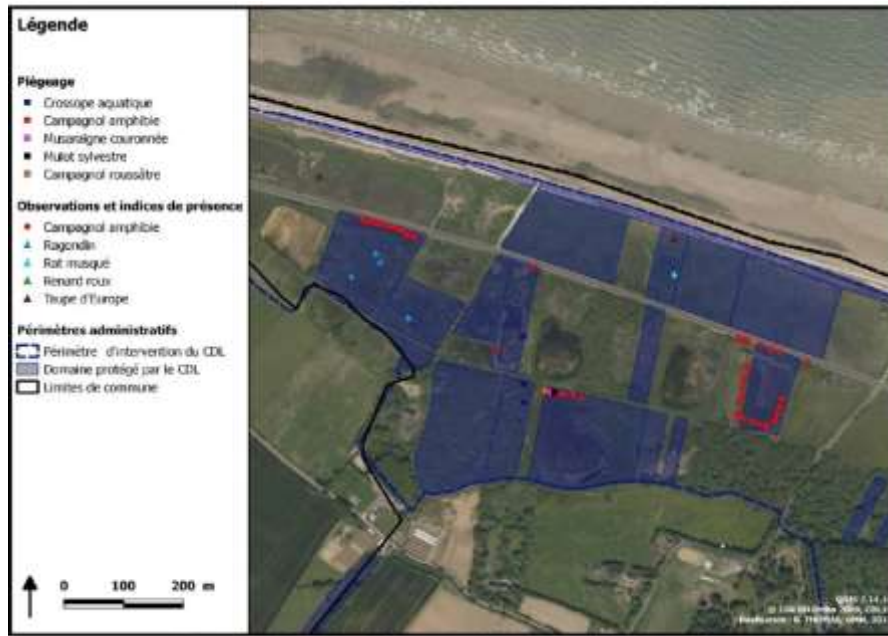 Légende
Piégeage
Crossope aquatique
Campagnol amphibie
Musaraigne couronnée
Mulot sylvestre
Campagnol roussâtre
Observations et indices de présence
Campagnol amphibie
Ragondin
Rat musqué
Renard roux
Taupe d'Europe
Périmètres administratifs
Périmètre d'intervention du CDL
Domaine protégé par le CDL
Limites de commune
0 100 200 m
QGIS